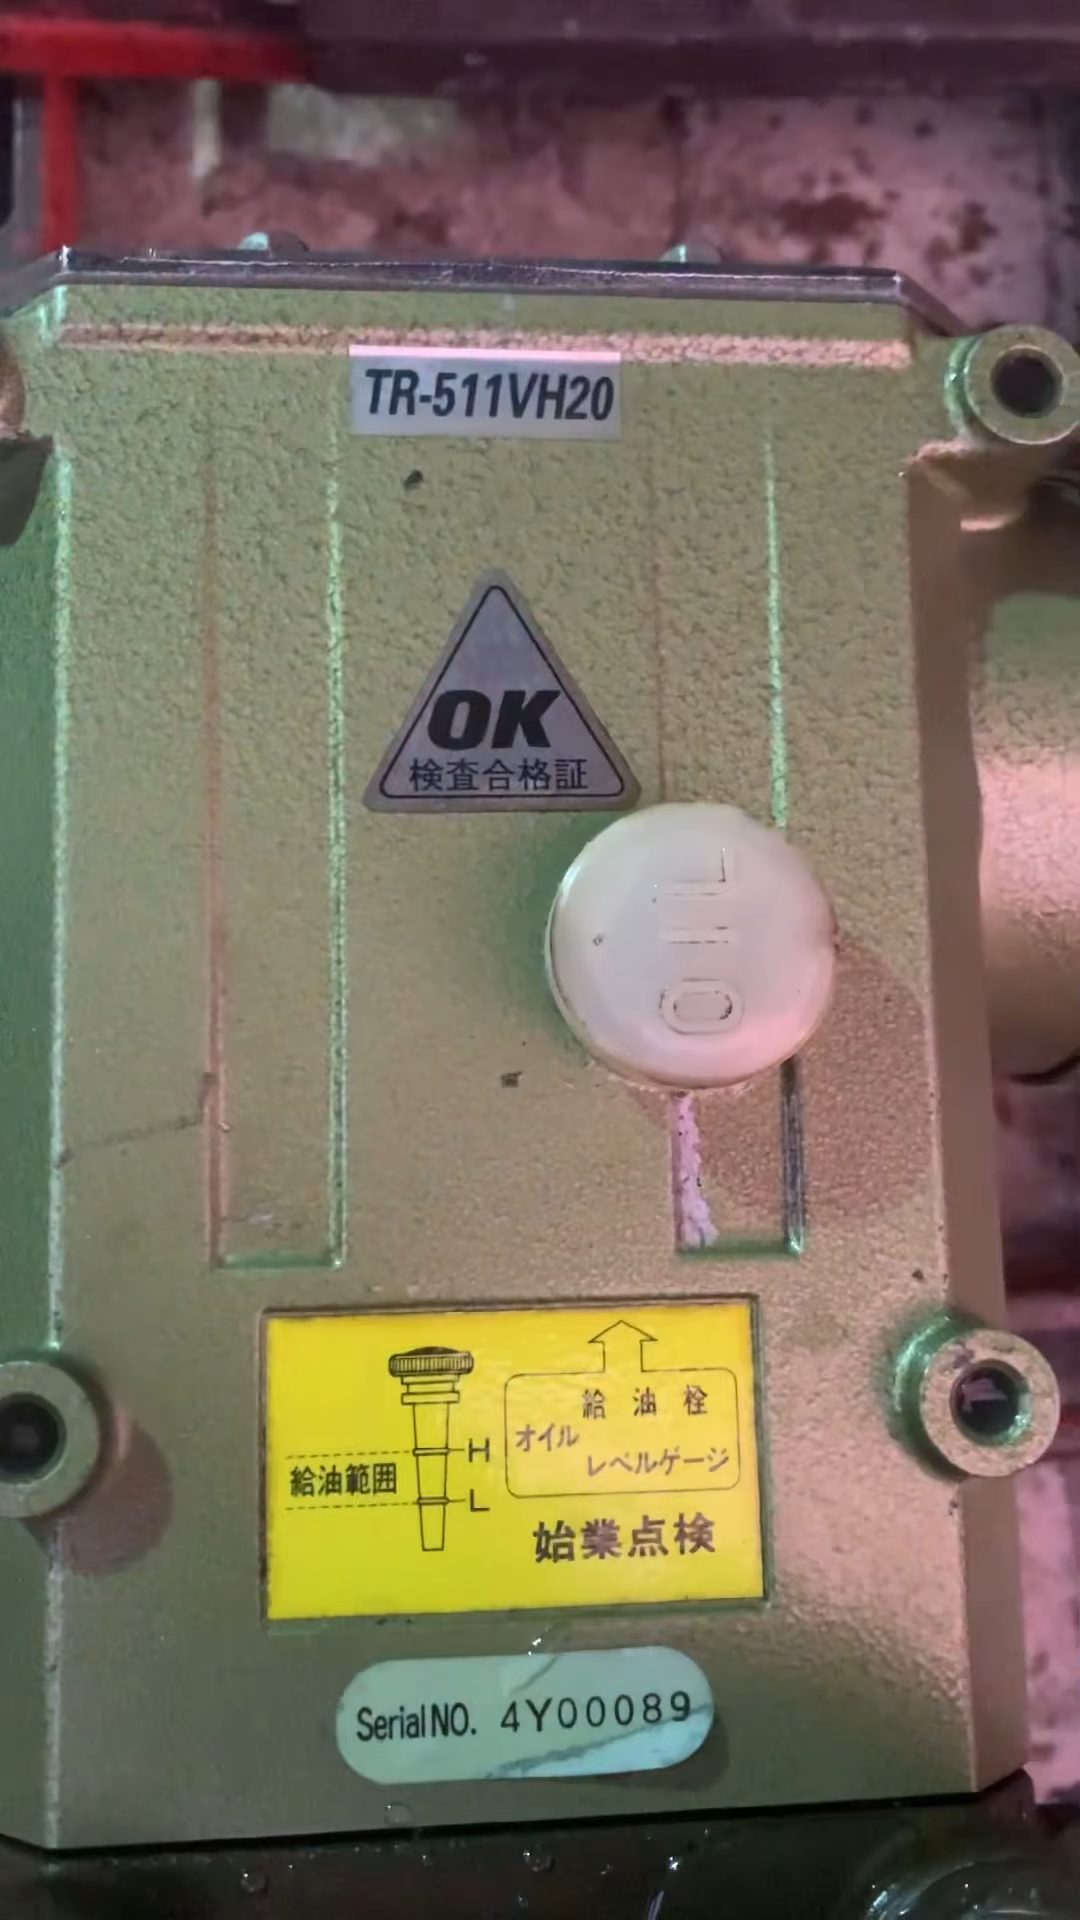 TR-511VH20
OK
検査合格証
OIL
給油栓
オイル
レベルゲージ
H
給油範囲
L
始業点検
Serial NO. 4Y00089